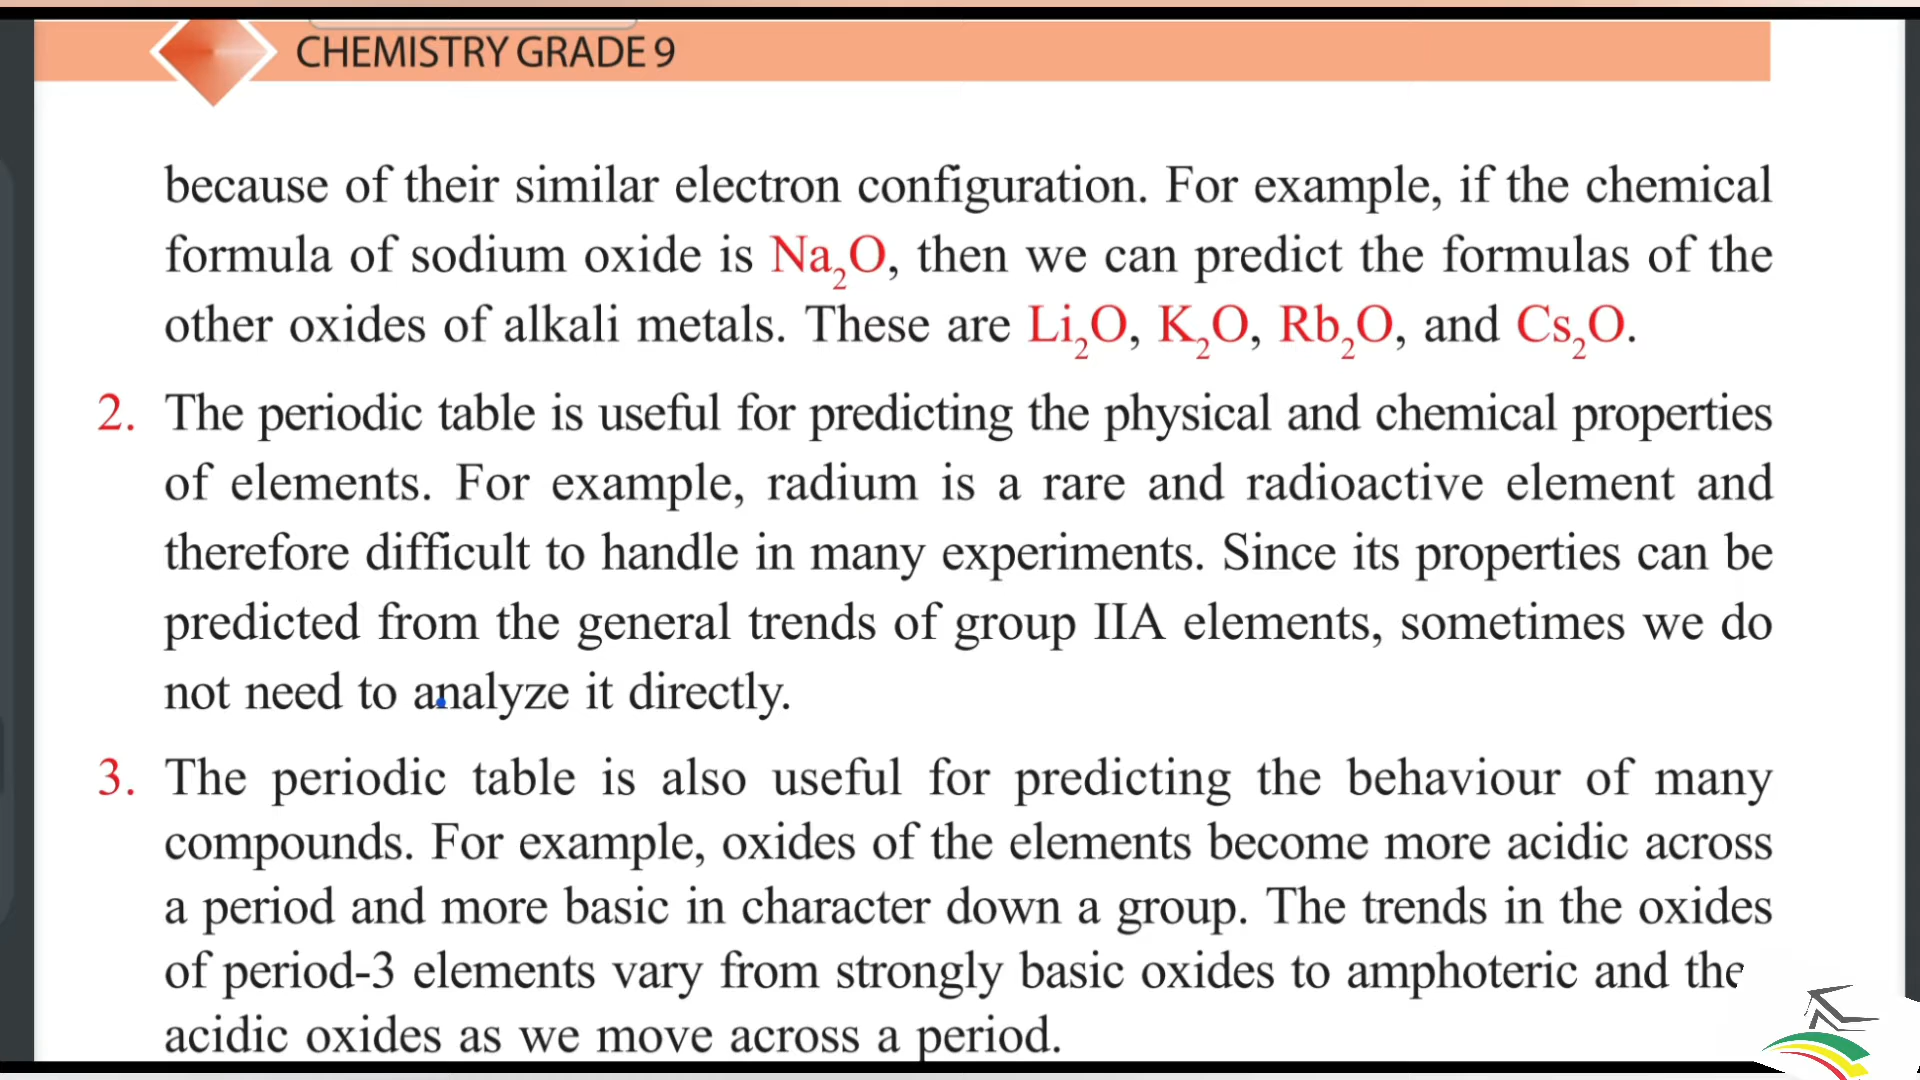 CHEMISTRY GRADE 9
because of their similar electron configuration. For example, if the chemical
formula of sodium oxide is Na₂O, then we can predict the formulas of the
other oxides of alkali metals. These are Li₂O, K₂O, Rb₂O, and Cs₂O.
2. The periodic table is useful for predicting the physical and chemical properties
of elements. For example, radium is a rare and radioactive element and
therefore difficult to handle in many experiments. Since its properties can be
predicted from the general trends of group IIA elements, sometimes we do
not need to analyze it directly.
3. The periodic table is also useful for predicting the behaviour of many
compounds. For example, oxides of the elements become more acidic across
a period and more basic in character down a group. The trends in the oxides
of period-3 elements vary from strongly basic oxides to amphoteric and the
acidic oxides as we move across a period.